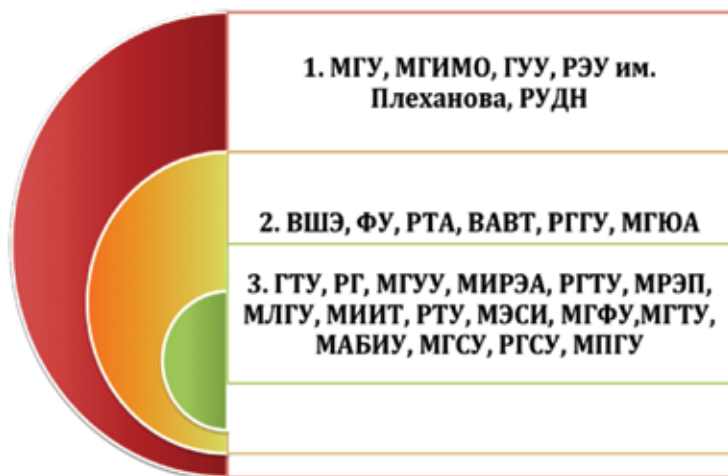 1. МГУ, МГИМО, ГУУ, РЭУ им.
Плеханова, РУДН
2. ВШЭ, ФУ, РТА, ВАВТ, РГГУ, МГЮА
3. ГТУ, РГ, МГУУ, МИРЭА, РГТУ, МРЭП,
МЛГУ, МИИТ, РТУ, МЭСИ, МГФУ,МГТУ,
МАБИУ, МГСУ, РГСУ, МПГУ